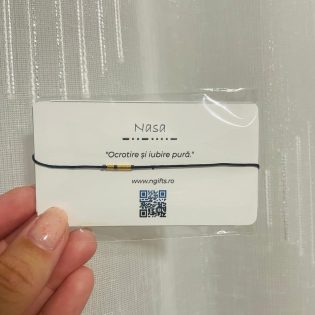 Nasa
"Ocrotire și iubire pură."
www.ngifts.ro